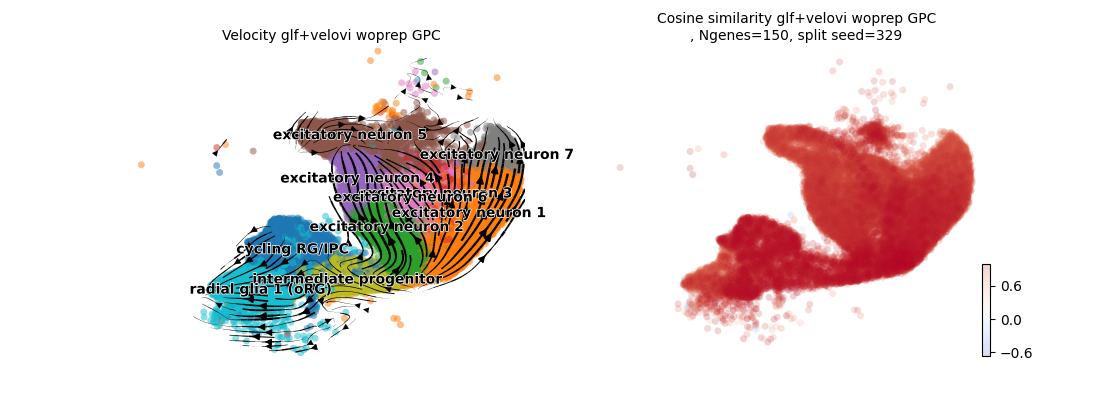 Velocity glf+velovi woprep GPC
Cosine similarity glf+velovi woprep GPC
, Ngenes=150, split seed=329
excitatory neuron 5
excitatory neuron 7
excitatory neuron 4
excitatory neuron 3
excitatory neuron 6
excitatory neuron 1
excitatory neuron 2
cycling RG/IPC
intermediate progenitor
radial glia 1 (oRG)
0.6
0.0
−0.6